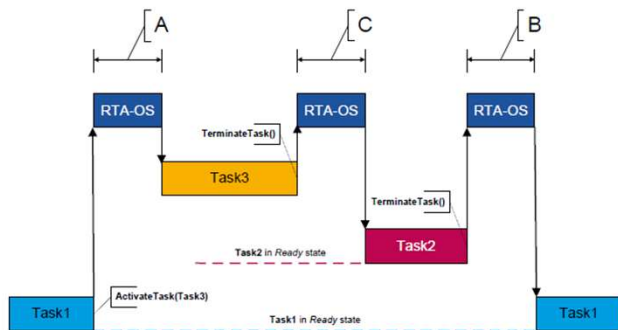 A
C
B
RTA-OS
RTA-OS
RTA-OS
TerminateTask()
Task3
TerminateTask()
Task2 in Ready state
Task2
ActivateTask(Task3)
Task1
Task1 in Ready state
Task1